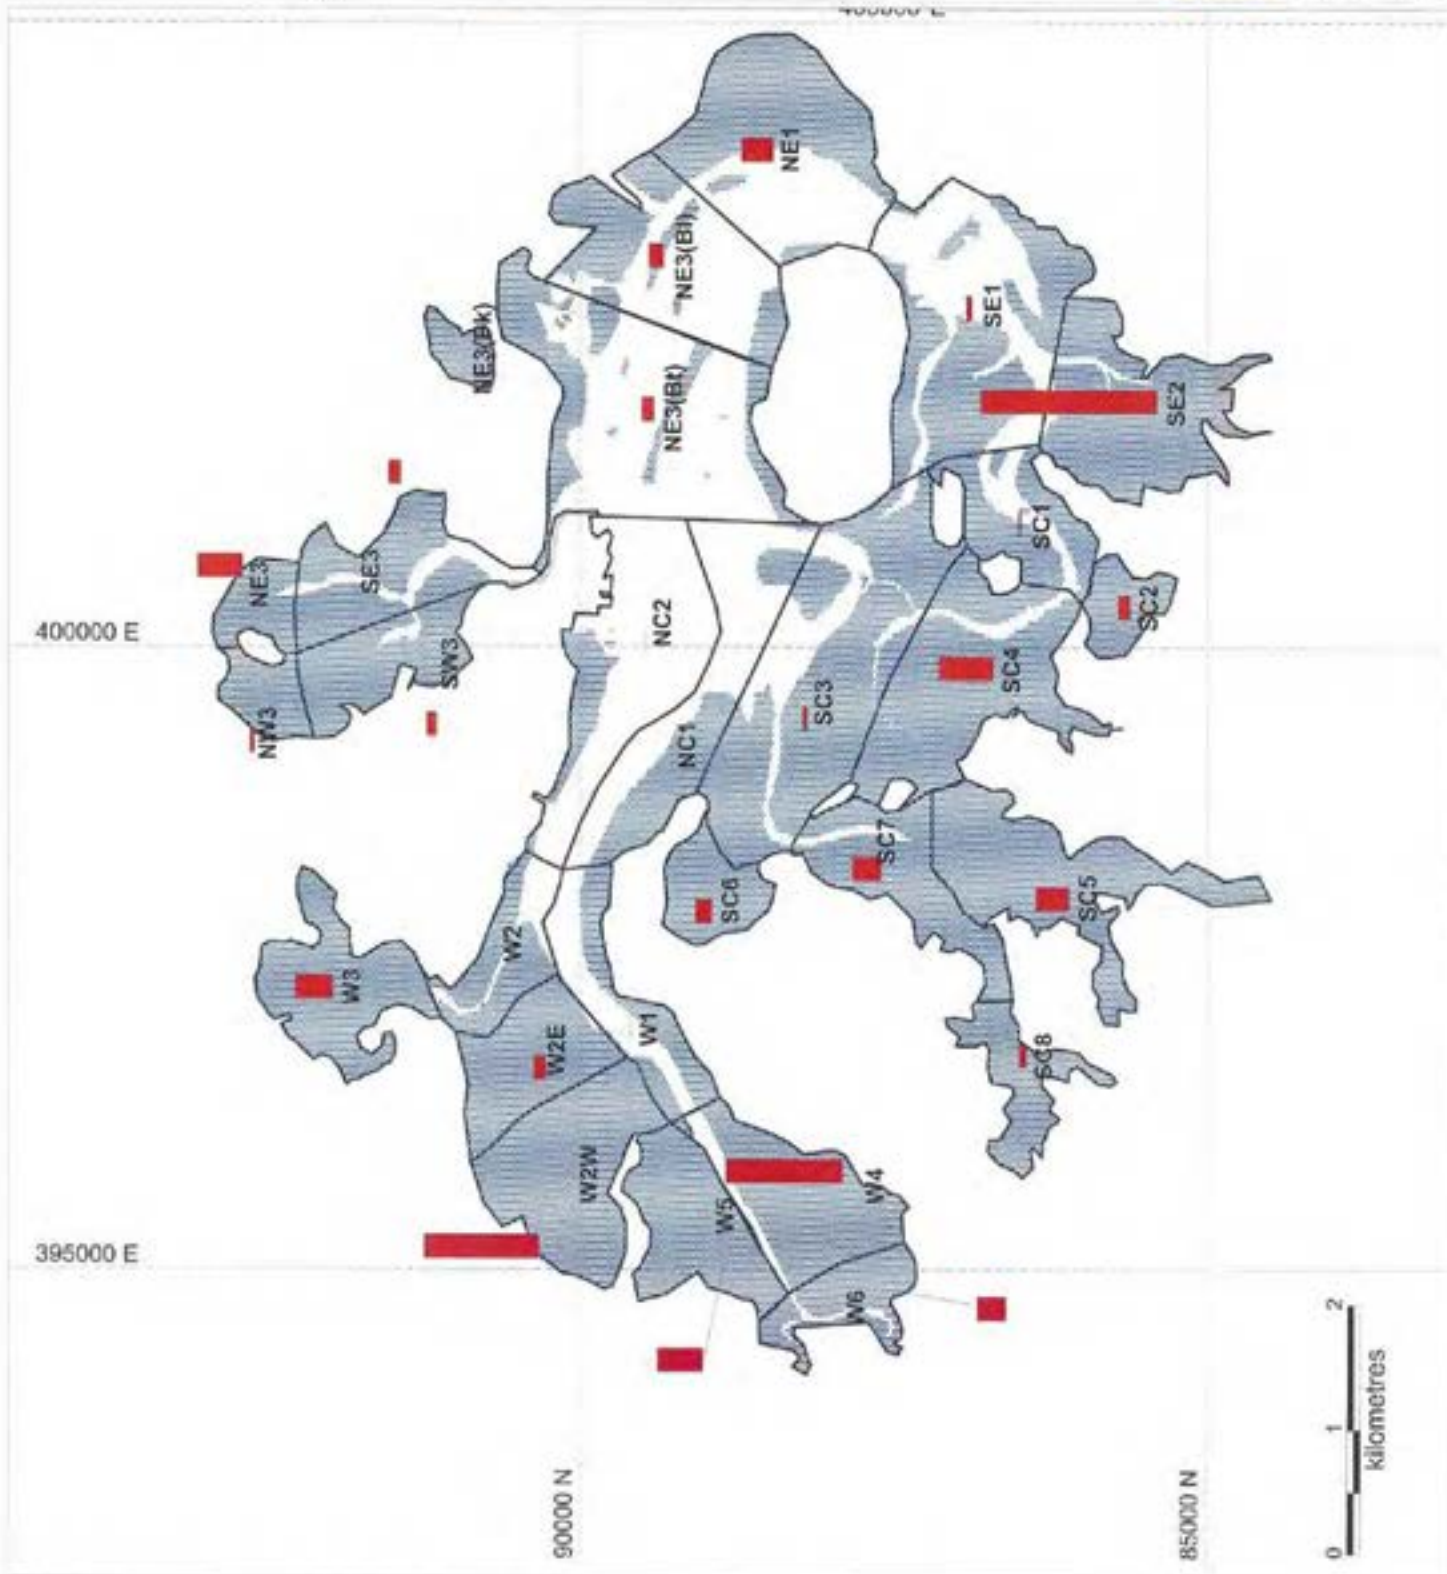 400000 E
395000 E
90000 N
85000 N
NE1
NE3(Bl)
NE3(Bk)
NE3(Bt)
SE1
SE2
NE3
SE3
NW3
SW3
NC2
NC1
SC1
SC2
SC3
SC4
SC7
SC6
SC5
SC8
W3
W2
W2E
W1
W2W
W5
W4
W6
0 1 2
kilometres